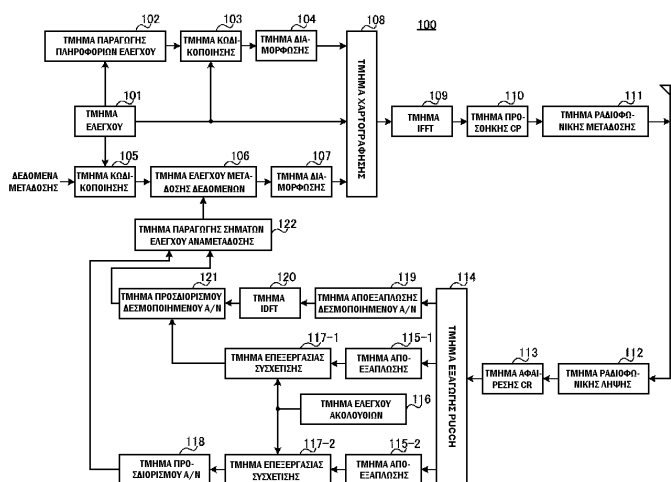 100
102
ΤΜΗΜΑ ΠΑΡΑΓΩΓΗΣ
ΠΛΗΡΟΦΟΡΙΩΝ ΕΛΕΓΧΟΥ
103
ΤΜΗΜΑ ΚΩΔΙ-
ΚΟΠΟΙΗΣΗΣ
104
ΤΜΗΜΑ ΔΙΑ-
ΜΟΡΦΩΣΗΣ
108
ΤΜΗΜΑ ΧΑΡΤΟΓΡΑΦΗΣΗΣ
101
ΤΜΗΜΑ
ΕΛΕΓΧΟΥ
109
ΤΜΗΜΑ
IFFT
110
ΤΜΗΜΑ ΠΡΟ-
ΣΘΗΚΗΣ CP
111
ΤΜΗΜΑ ΡΑΔΙΟΦΩ-
ΝΙΚΗΣ ΜΕΤΑΔΟΣΗΣ
ΔΕΔΟΜΕΝΑ
ΜΕΤΑΔΟΣΗΣ
105
ΤΜΗΜΑ ΚΩΔΙ-
ΚΟΠΟΙΗΣΗΣ
106
ΤΜΗΜΑ ΕΛΕΓΧΟΥ ΜΕΤΑ-
ΔΟΣΗΣ ΔΕΔΟΜΕΝΩΝ
107
ΤΜΗΜΑ ΔΙΑ-
ΜΟΡΦΩΣΗΣ
122
ΤΜΗΜΑ ΠΑΡΑΓΩΓΗΣ ΣΗΜΑΤΩΝ
ΕΛΕΓΧΟΥ ΑΝΑΜΕΤΑΔΟΣΗΣ
121
ΤΜΗΜΑ ΠΡΟΣΔΙΟΡΙΣΜΟΥ
ΔΕΣΜΟΠΟΙΗΜΕΝΟΥ A/N
120
ΤΜΗΜΑ
IDFT
119
ΤΜΗΜΑ ΑΠΟΕΞΑΠΛΩΣΗΣ
ΔΕΣΜΟΠΟΙΗΜΕΝΟΥ A/N
114
ΤΜΗΜΑ ΕΞΑΓΩΓΗΣ PUCCH
117-1
ΤΜΗΜΑ ΕΠΕΞΕΡΓΑΣΙΑΣ
ΣΥΣΧΕΤΙΣΗΣ
115-1
ΤΜΗΜΑ ΑΠΟ-
ΕΞΑΠΛΩΣΗΣ
113
ΤΜΗΜΑ ΑΦΑΙ-
ΡΕΣΗΣ CR
112
ΤΜΗΜΑ ΡΑΔΙΟΦΩ-
ΝΙΚΗΣ ΛΗΨΗΣ
116
ΤΜΗΜΑ ΕΛΕΓΧΟΥ
ΑΚΟΛΟΥΟΙΩΝ
118
ΤΜΗΜΑ ΠΡΟ-
ΣΔΙΟΡΙΣΜΟΥ A/N
117-2
ΤΜΗΜΑ ΕΠΕΞΕΡΓΑΣΙΑΣ
ΣΥΣΧΕΤΙΣΗΣ
115-2
ΤΜΗΜΑ ΑΠΟ-
ΕΞΑΠΛΩΣΗΣ